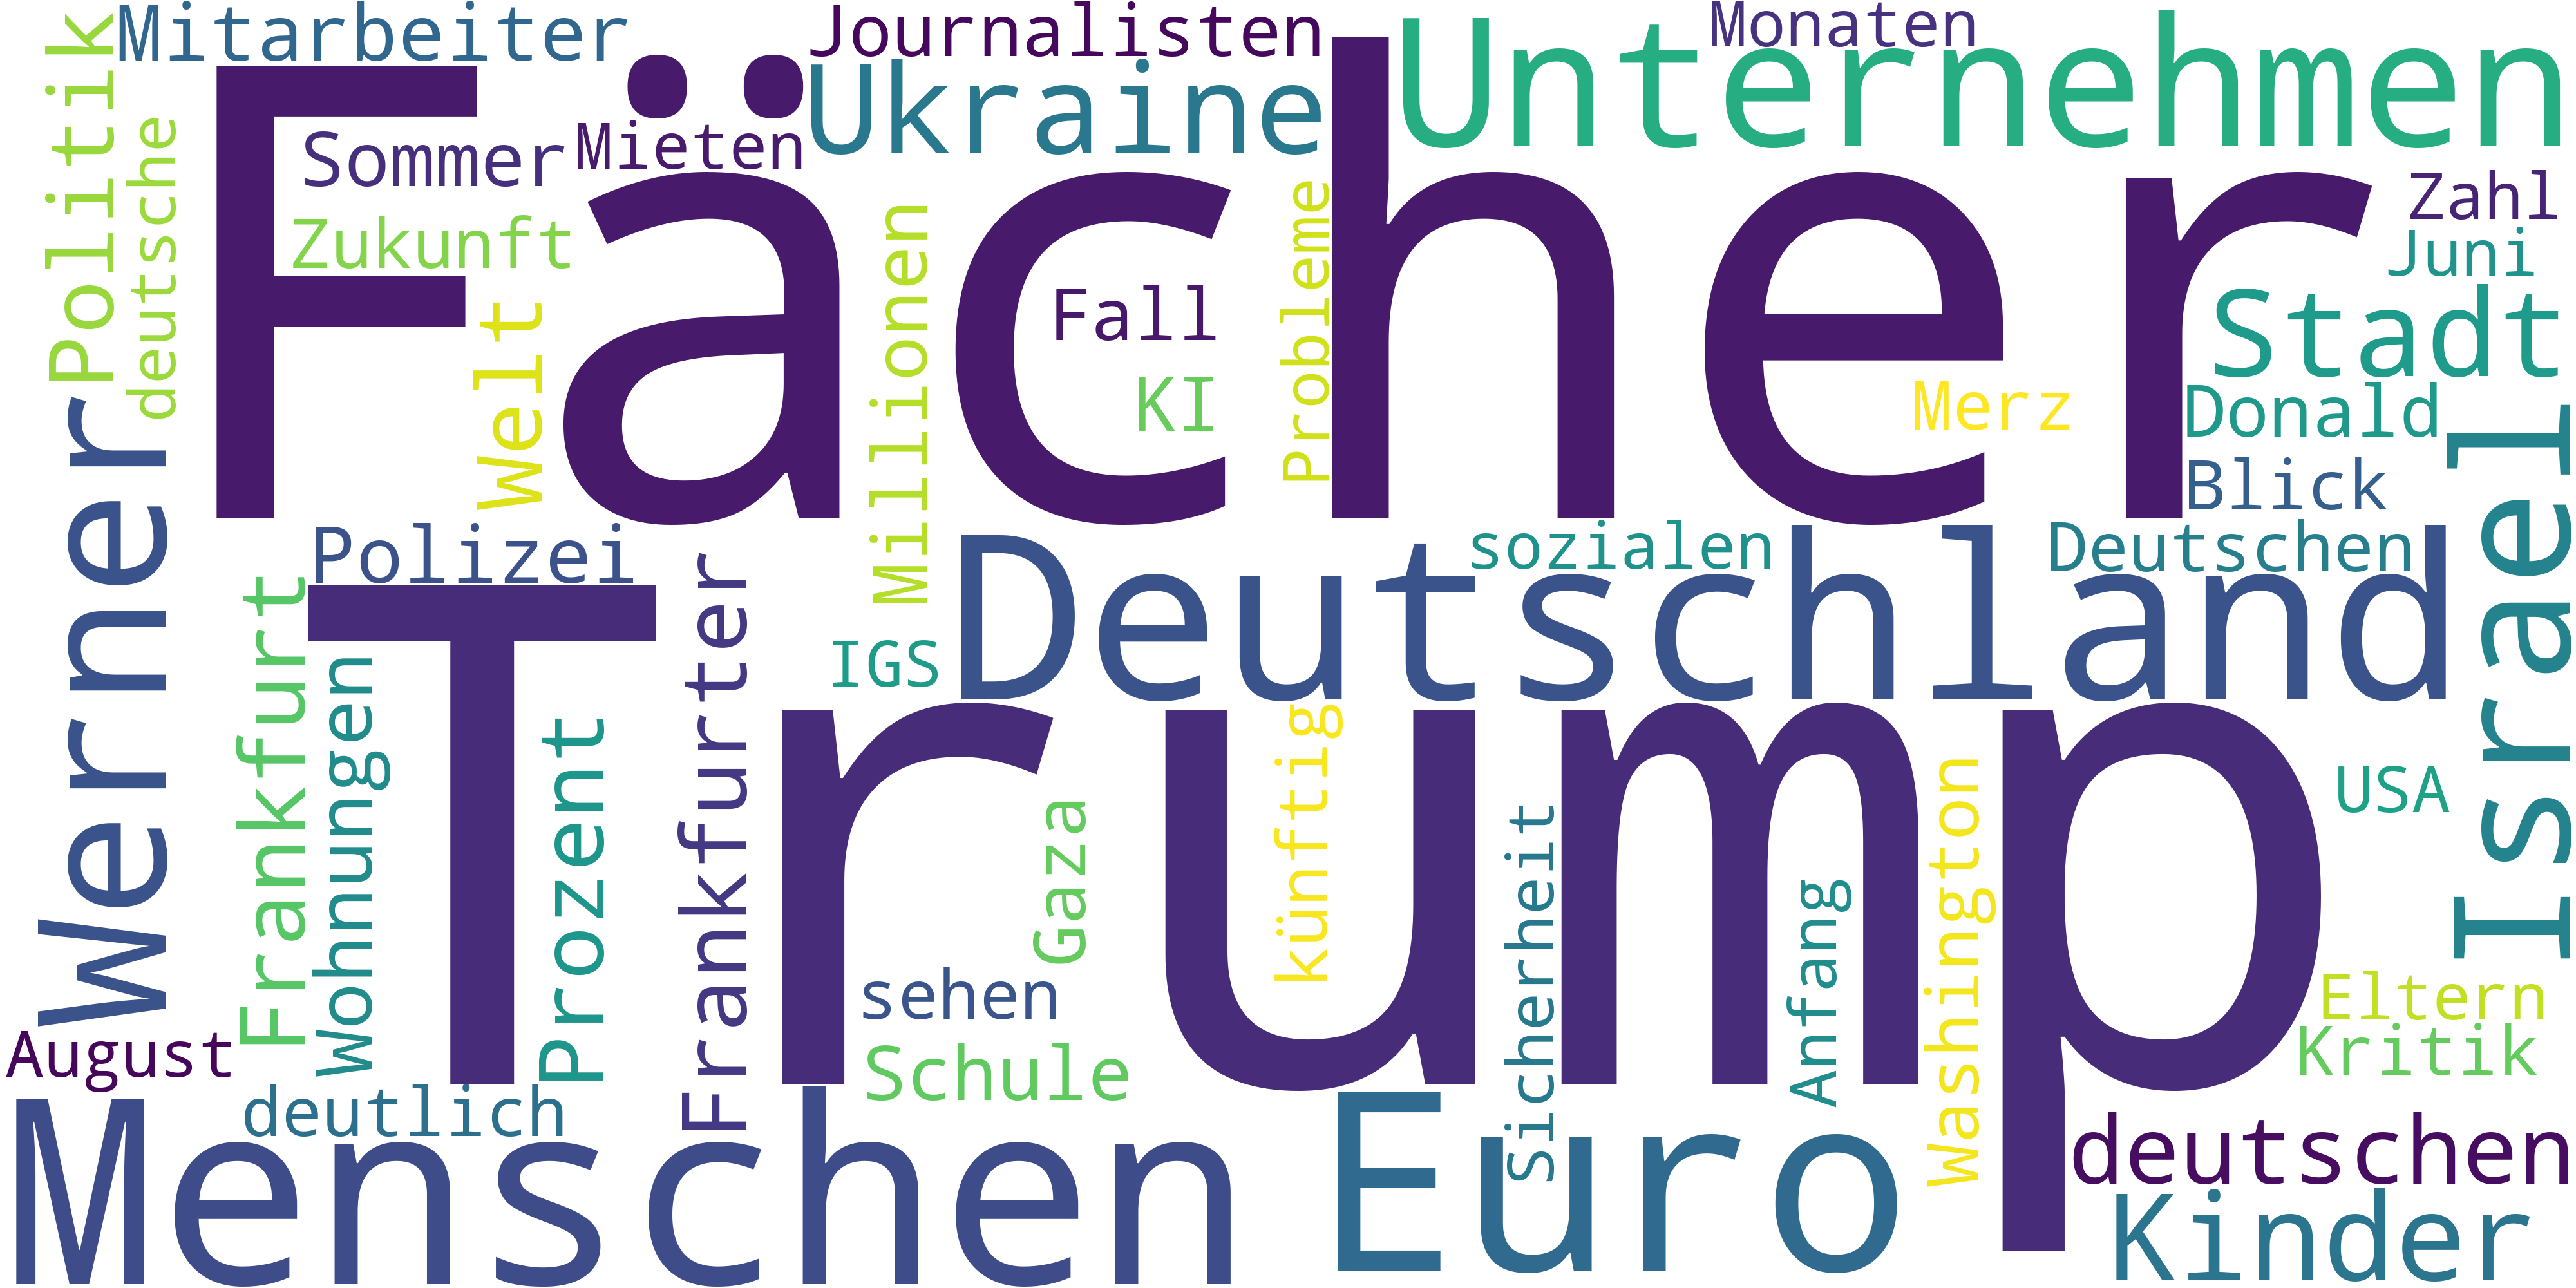 Mitarbeiter
Journalisten
Monaten
Unternehmen
Politik
deutsche
Fächer
Sommer
Mieten
Ukraine
Zahl
Zukunft
Juni
Welt
Millionen
Fall
Probleme
Stadt
KI
Merz
Donald
Blick
Werner
Polizei
Deutschland
sozialen
Deutschen
Israel
Frankfurt
Wohnungen
Prozent
Frankfurter
IGS
Trump
künftig
Gaza
USA
Sicherheit
Anfang
Washington
sehen
Eltern
August
Schule
Kritik
deutlich
Menschen
Euro
deutschen
Kinder